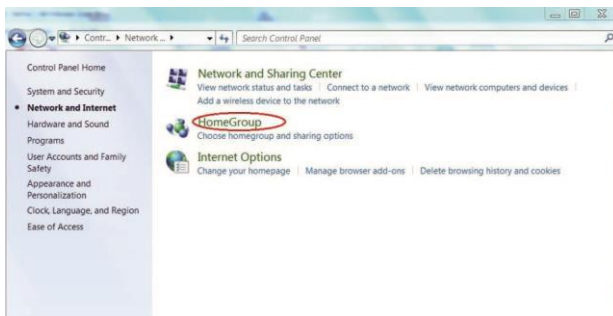 Contr... Network ...
Search Control Panel
Control Panel Home
System and Security
Network and Internet
Hardware and Sound
Programs
User Accounts and Family
Safety
Appearance and
Personalization
Clock, Language, and Region
Ease of Access
Network and Sharing Center
View network status and tasks | Connect to a network | View network computers and devices |
Add a wireless device to the network
HomeGroup
Choose homegroup and sharing options
Internet Options
Change your homepage | Manage browser add-ons | Delete browsing history and cookies